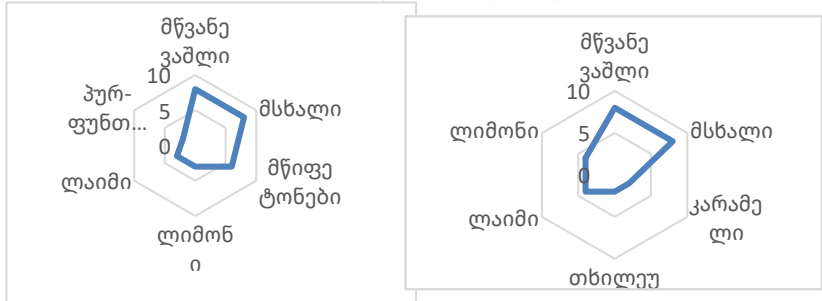 მწვანე
ვაშლი
10
5
0
მსხალი
მწიფე
ტონები
ლიმონ
ი
ლაიმი
პურ-
ფუნთ...
მწვანე
ვაშლი
10
5
0
მსხალი
კარამე
ლი
თხილეუ
ლაიმი
ლიმონი